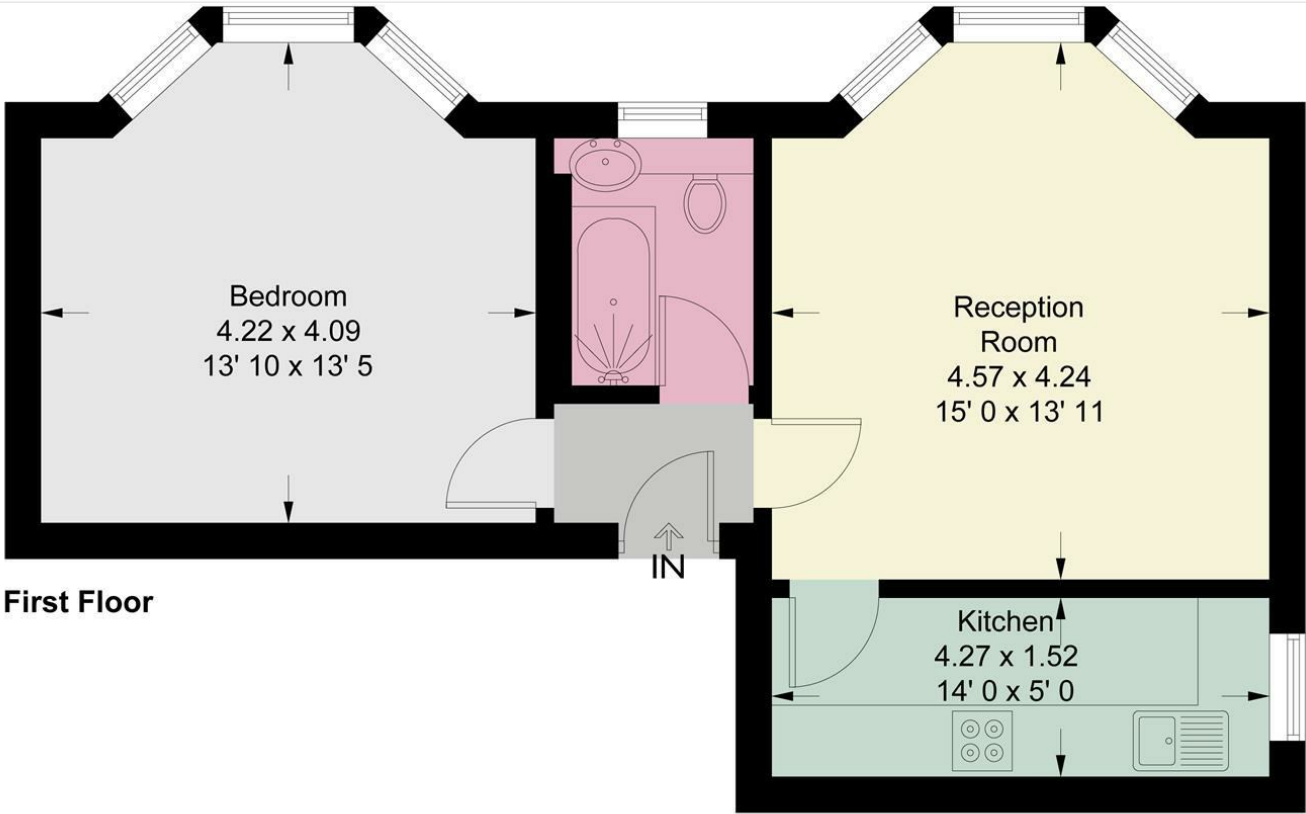 Bedroom
4.22 x 4.09
13' 10 x 13' 5
Reception
Room
4.57 x 4.24
15' 0 x 13' 11
IN
First Floor
Kitchen
4.27 x 1.52
14' 0 x 5' 0